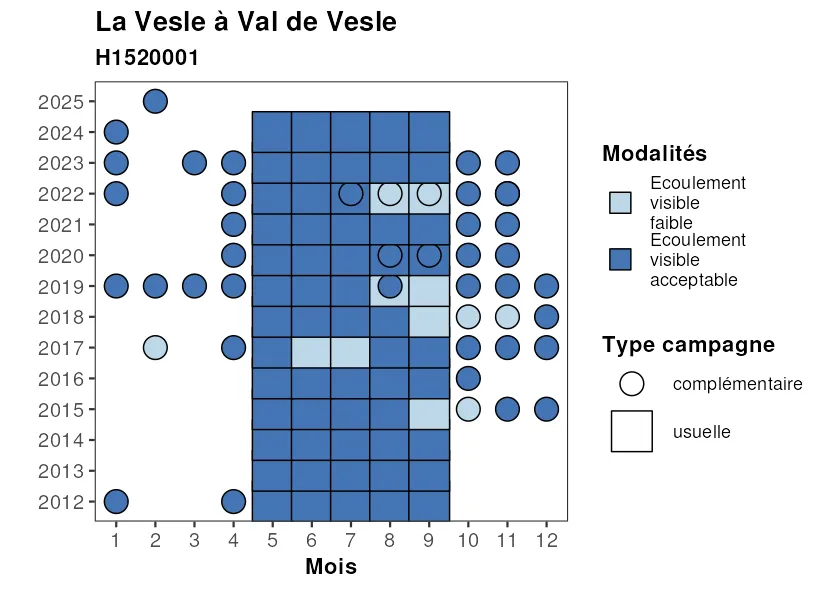 La Vesle à Val de Vesle
H1520001
2025
2024
2023
2022
2021
2020
2019
2018
2017
2016
2015
2014
2013
2012
1 2 3 4 5 6 7 8 9 10 11 12
Mois
Modalités
Ecoulement
visible
faible
Ecoulement
visible
acceptable
Type campagne
complémentaire
usuelle